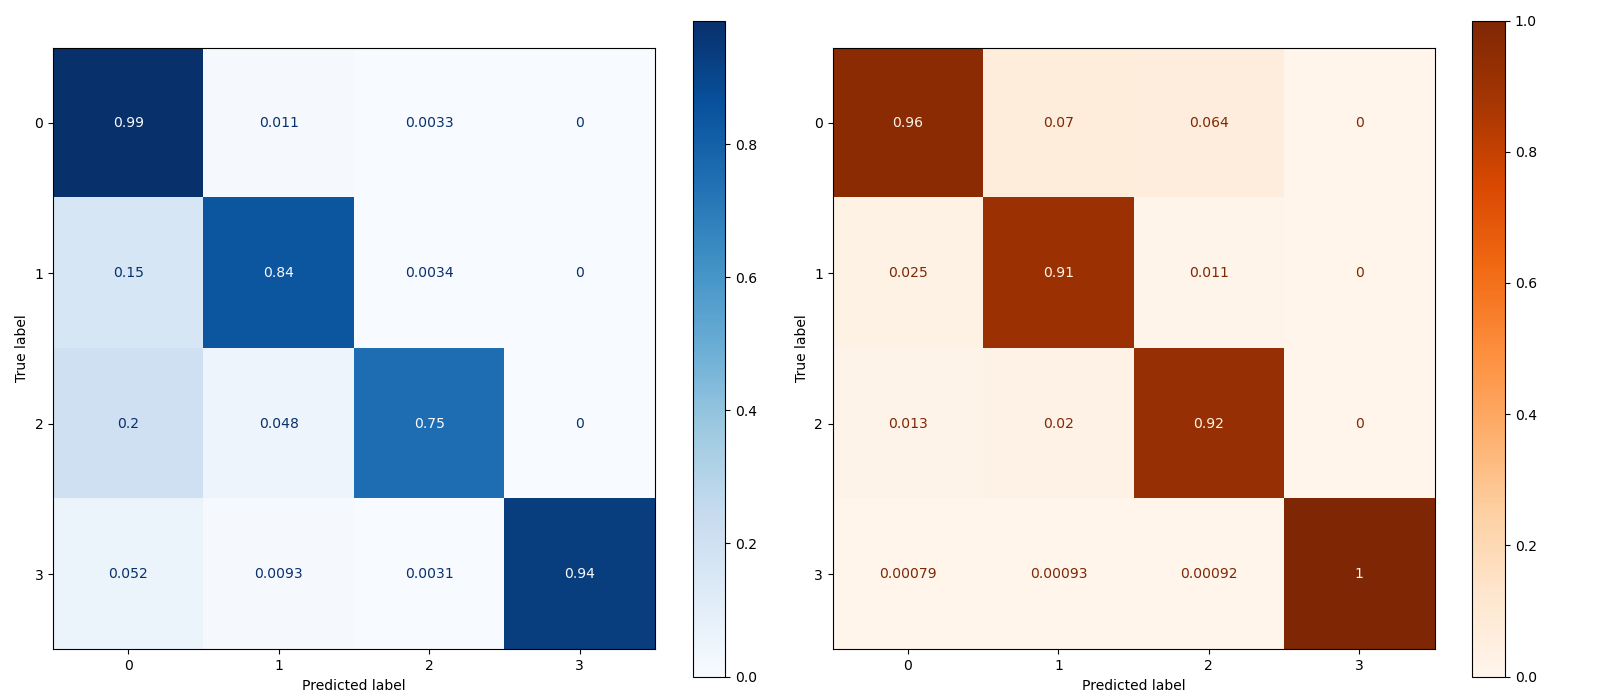 0 0.99 0.011 0.0033 0
1 0.15 0.84 0.0034 0
2 0.2 0.048 0.75 0
3 0.052 0.0093 0.0031 0.94
0 1 2 3
True label
Predicted label
0.8
0.6
0.4
0.2
0.0
0 0.96 0.07 0.064 0
1 0.025 0.91 0.011 0
2 0.013 0.02 0.92 0
3 0.00079 0.00093 0.00092 1
0 1 2 3
True label
Predicted label
1.0
0.8
0.6
0.4
0.2
0.0